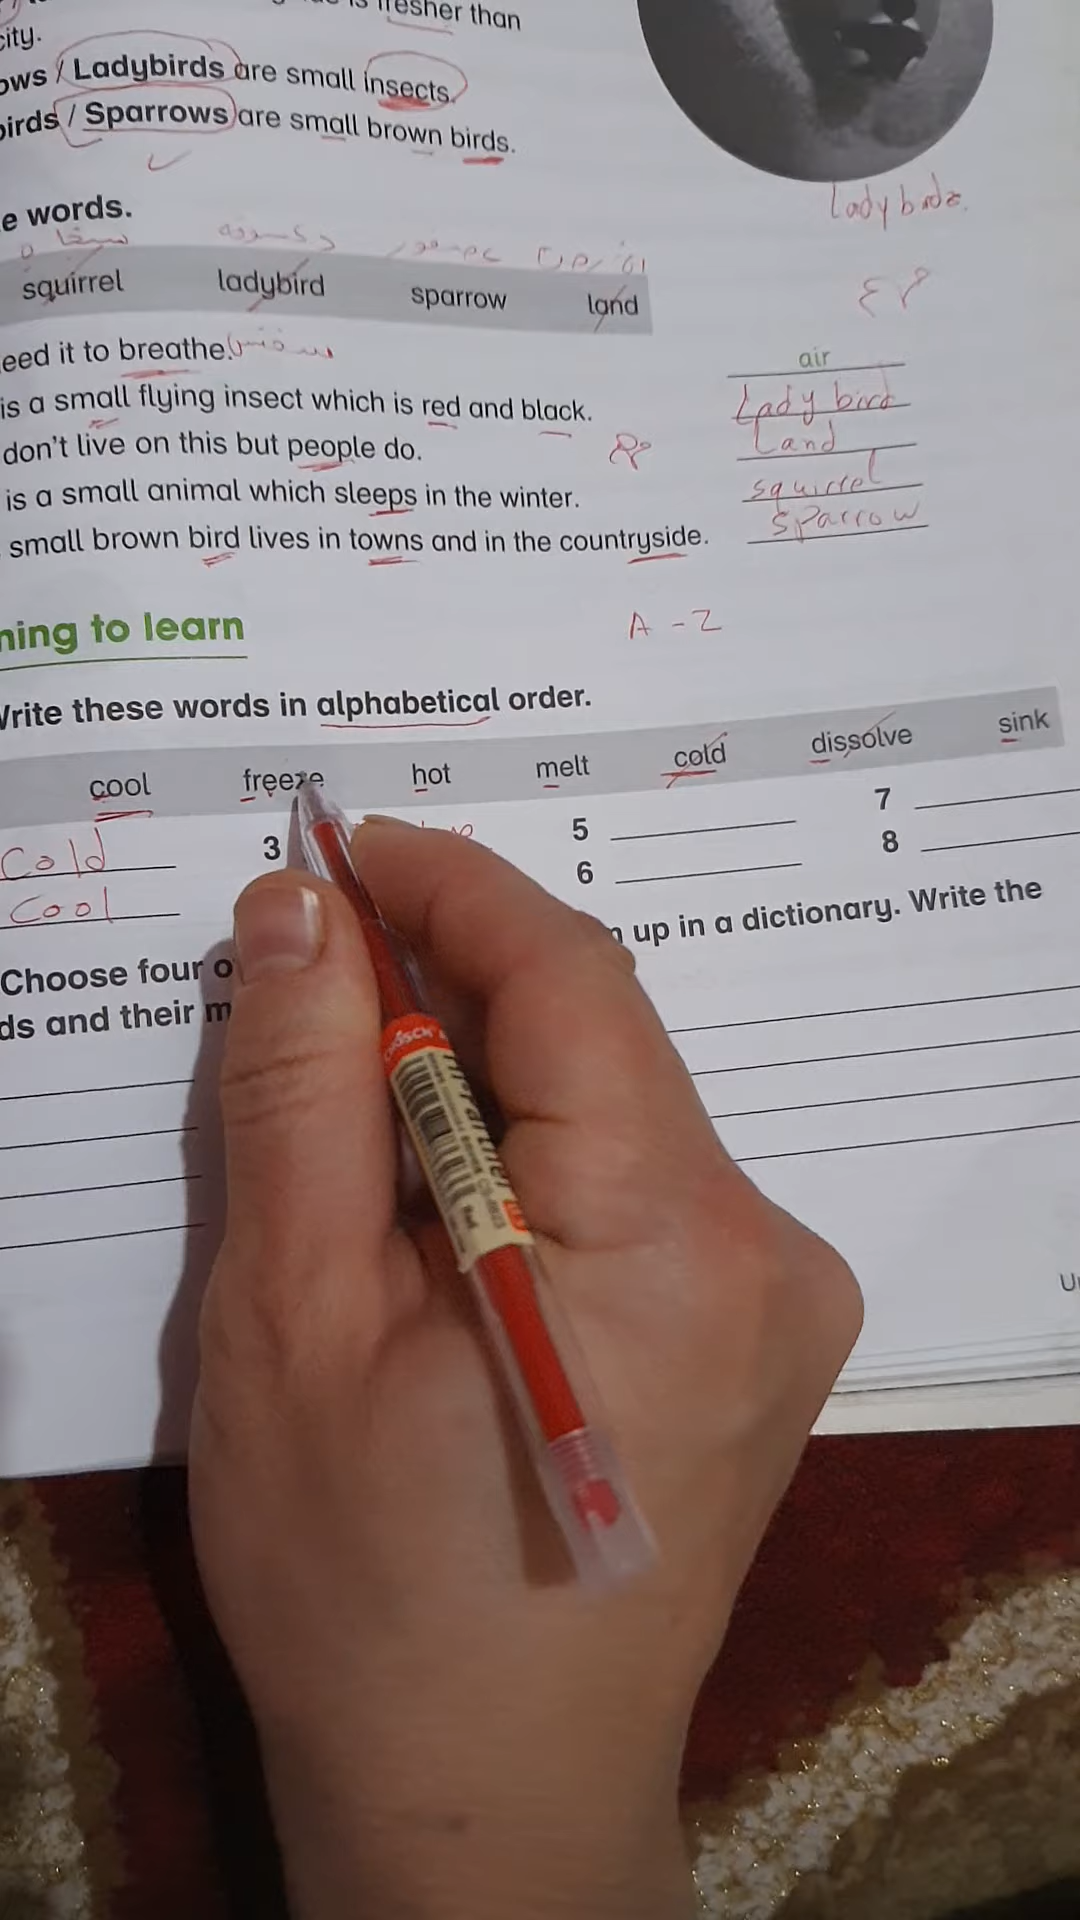 is fresher than
city.
ows / Ladybirds are small insects.
birds / Sparrows are small brown birds.
Ladybirds.
e words.
squirrel ladybird sparrow land
eed it to breathe. air
is a small flying insect which is red and black. Lady bird
don't live on this but people do. Land
is a small animal which sleeps in the winter. squirrel
small brown bird lives in towns and in the countryside. sparrow
A - Z
ning to learn
Write these words in alphabetical order.
cool freeze hot melt cold dissolve sink
Cold 3 5 7
Cool 6 8
Choose four o
up in a dictionary. Write the
ds and their m